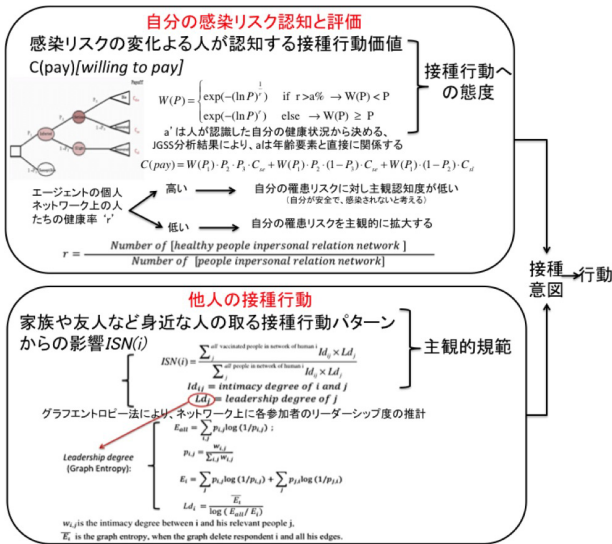 自分の感染リスク認知と評価
感染リスクの変化よる人が認知する接種行動価値
C(pay)[willing to pay]
W(P) = { exp(−(ln P)^{1/r}) if r >a% → W(P) < P
exp(−(ln P)^r) else → W(P) ≥ P
a' は人が認識した自分の健康状況から決める、
JGSS分析結果により、aは年齢要素と直接に関係する
C(pay) = W(P₁)·P₂·P₃·C_se + W(P₁)·P₂·(1−P₃)·C_se + W(P₁)·(1−P₂)·C_sl
接種行動へ
の態度
エージェントの個人
ネットワーク上の人
たちの健康率 'r'
高い
自分の罹患リスクに対し主観認知度が低い
(自分が安全で、感染されないと考える)
低い
自分の罹患リスクを主観的に拡大する
r = Number of [healthy people inpersonal relation network ]
Number of [people inpersonal relation network]
接種
意図
行動
他人の接種行動
家族や友人など身近な人の取る接種行動パターン
からの影響ISN(i)
主観的規範
ISN(i) = ∑_j^{all vaccinated people in network of human i} Id_ij × Ld_j
∑_j^{all people in network of human i} Id_ij × Ld_j
Id_ij = intimacy degree of i and j
Ld_j = leadership degree of j
グラフエントロピー法により、ネットワーク上に各参加者のリーダーシップ度の推計
Leadership degree
(Graph Entropy):
E_all = ∑_{i,j} p_{i,j} log (1/p_{i,j}) ;
p_{i,j} = w_{i,j} / ∑_{i,j} w_{i,j}
E_i = ∑_j p_{i,j} log (1/p_{i,j}) + ∑_j p_{j,i} log (1/p_{j,i})
Ld_i = E̅_i / log ( E_all / E_i )
w_{i,j} is the intimacy degree between i and his relevant people j.
E̅_i is the graph entropy, when the graph delete respondent i and all his edges.